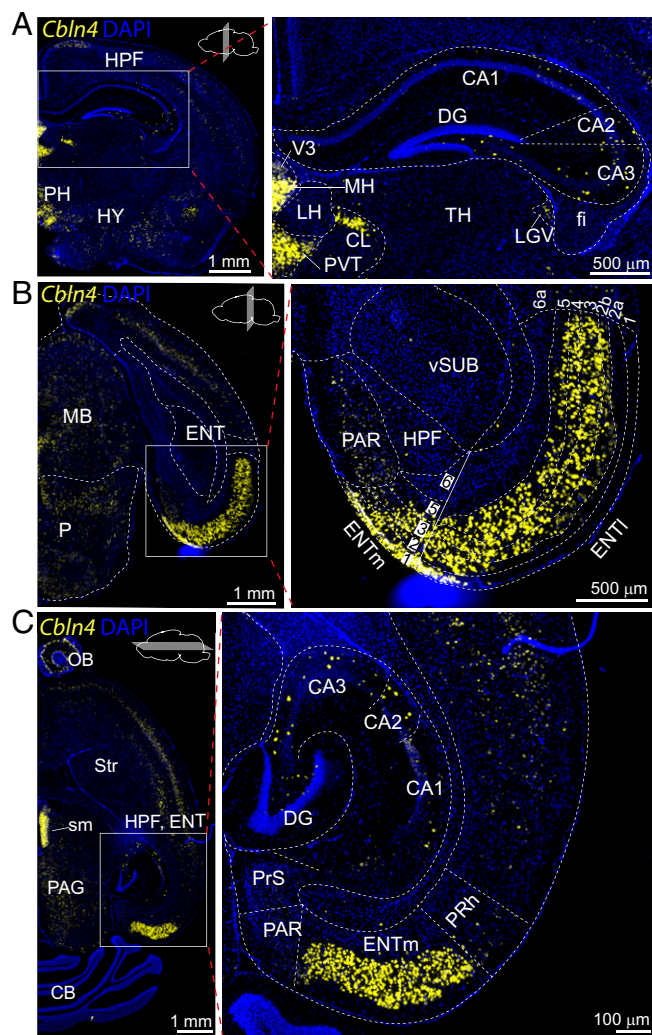 A
Cbln4 DAPI
HPF
PH
HY
1 mm
CA1
DG
CA2
CA3
V3
MH
LH
TH
CL
PVT
LGV
fi
500 µm
B
Cbln4 DAPI
MB
ENT
P
1 mm
6a
5
4
3
2b
2a
1
vSUB
PAR
HPF
6
5
3
2
1
ENTm
ENTl
500 µm
C
Cbln4 DAPI
OB
Str
sm
HPF, ENT
PAG
CB
1 mm
CA3
CA2
CA1
DG
PrS
PAR
ENTm
PRh
100 µm